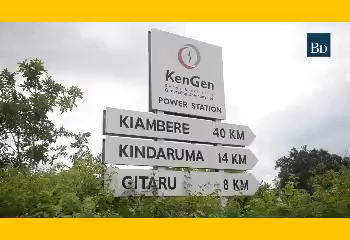 BD
KenGen
POWER STATION
KIAMBERE 40 KM
KINDARUMA 14 KM
GITARU 8 KM